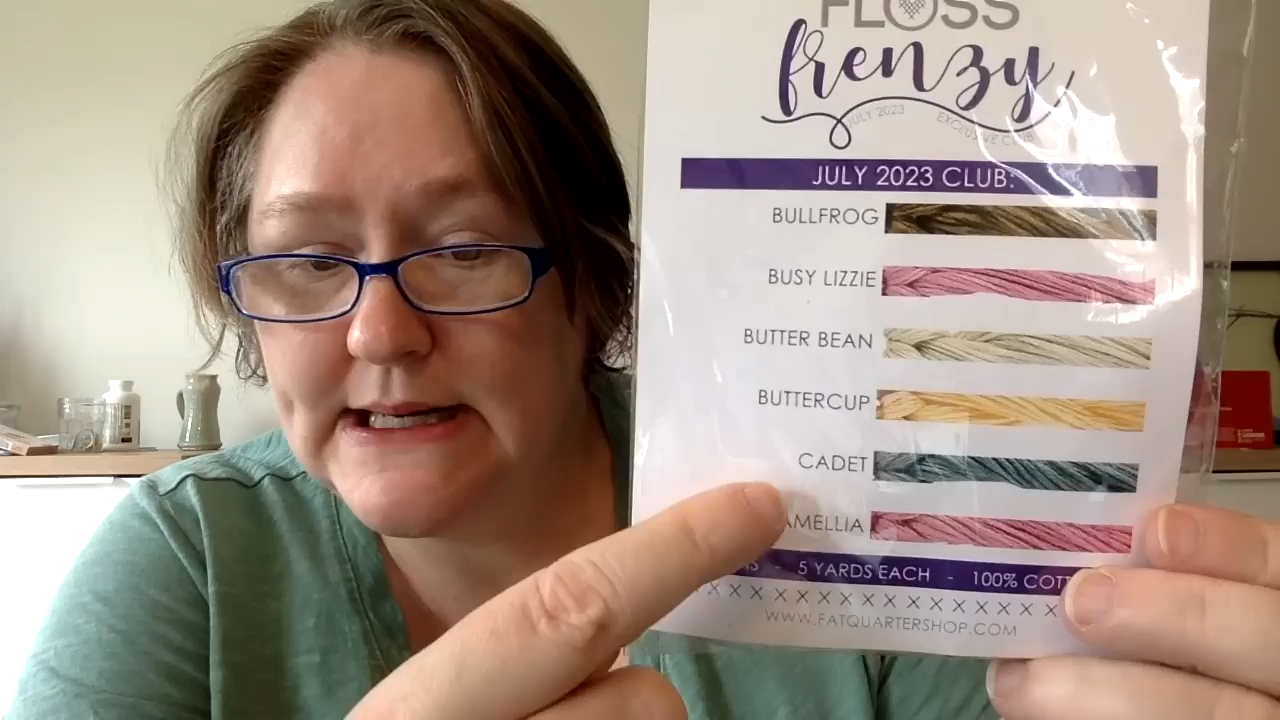 FLOSS
frenzy
JULY 2023 EXCLUSIVE CLUB
JULY 2023 CLUB:
BULLFROG
BUSY LIZZIE
BUTTER BEAN
BUTTERCUP
CADET
AMELLIA
5 YARDS EACH - 100% COTT
XXXXXXXXXXXXXXXX
WWW.FATQUARTERSHOP.COM